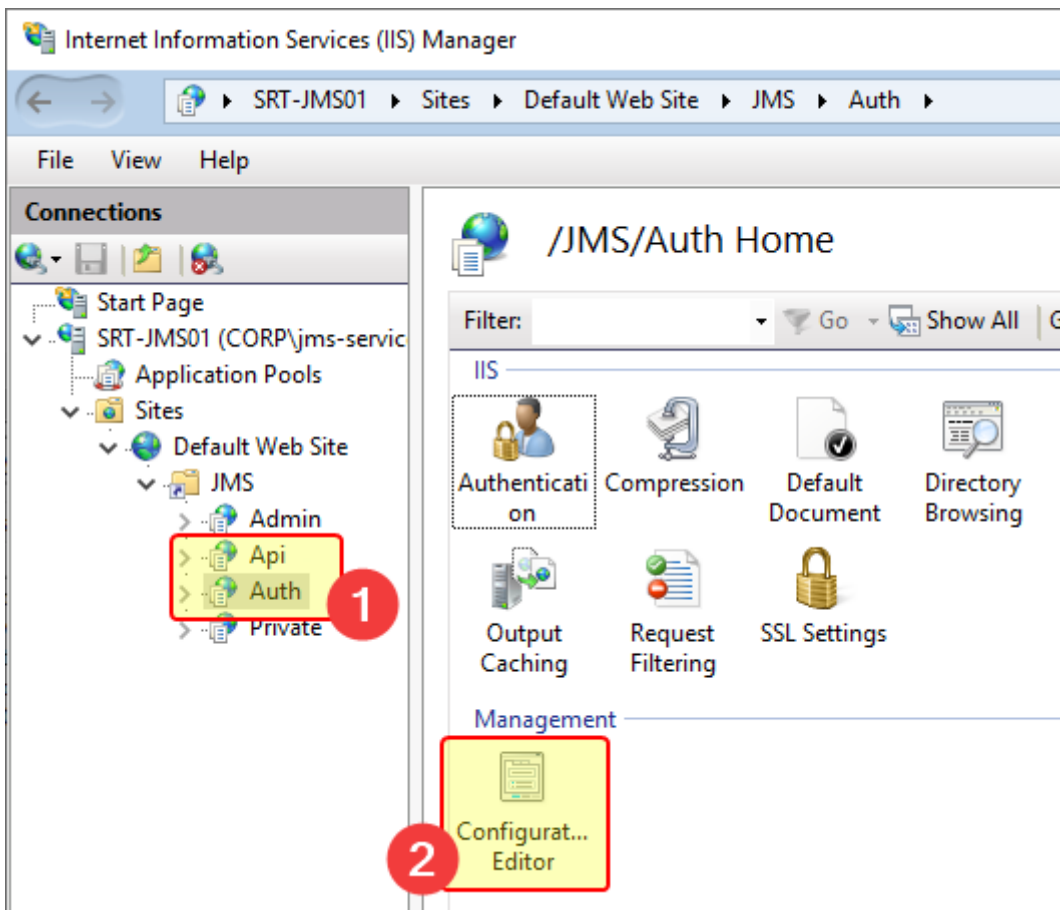 Internet Information Services (IIS) Manager
SRT-JMS01 Sites Default Web Site JMS Auth
File View Help
Connections
Start Page
SRT-JMS01 (CORP\jms-servic
Application Pools
Sites
Default Web Site
JMS
Admin
Api
Auth
1
Private
/JMS/Auth Home
Filter: Go Show All G
IIS
Authenticati Compression Default Directory
on Document Browsing
Output Request SSL Settings
Caching Filtering
Management
Configurat...
Editor
2